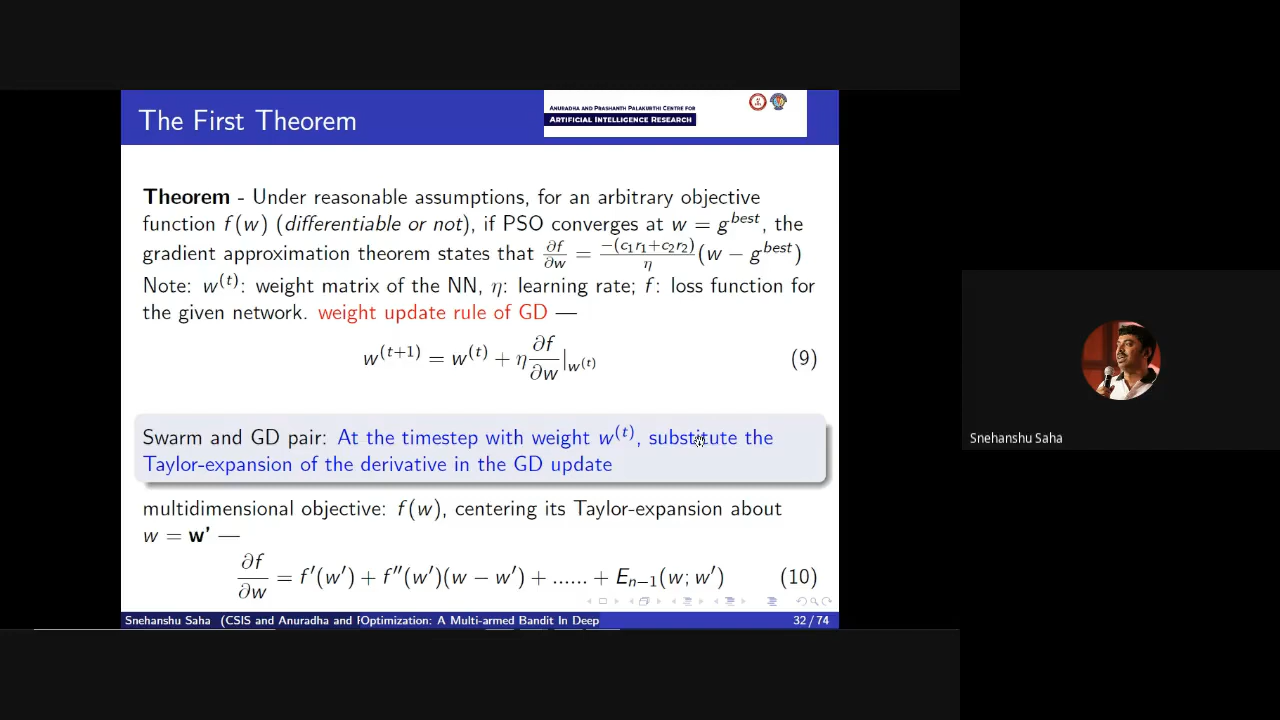 The First Theorem
ANURADHA AND PRASHANTH PALAKURTHI CENTRE FOR
ARTIFICIAL INTELLIGENCE RESEARCH
Theorem - Under reasonable assumptions, for an arbitrary objective
function f(w) (differentiable or not), if PSO converges at w = g^{best}, the
gradient approximation theorem states that ∂f/∂w = −(c₁r₁+c₂r₂)/η (w − g^{best})
Note: w^{(t)}: weight matrix of the NN, η: learning rate; f: loss function for
the given network. weight update rule of GD —
w^{(t+1)} = w^{(t)} + η ∂f/∂w |_{w^{(t)}} (9)
Swarm and GD pair: At the timestep with weight w^{(t)}, substitute the
Taylor-expansion of the derivative in the GD update
multidimensional objective: f(w), centering its Taylor-expansion about
w = w' —
∂f/∂w = f'(w') + f''(w')(w − w') + ...... + E_{n−1}(w; w') (10)
Snehanshu Saha (CSIS and Anuradha and F Optimization: A Multi-armed Bandit In Deep 32 / 74
Snehanshu Saha